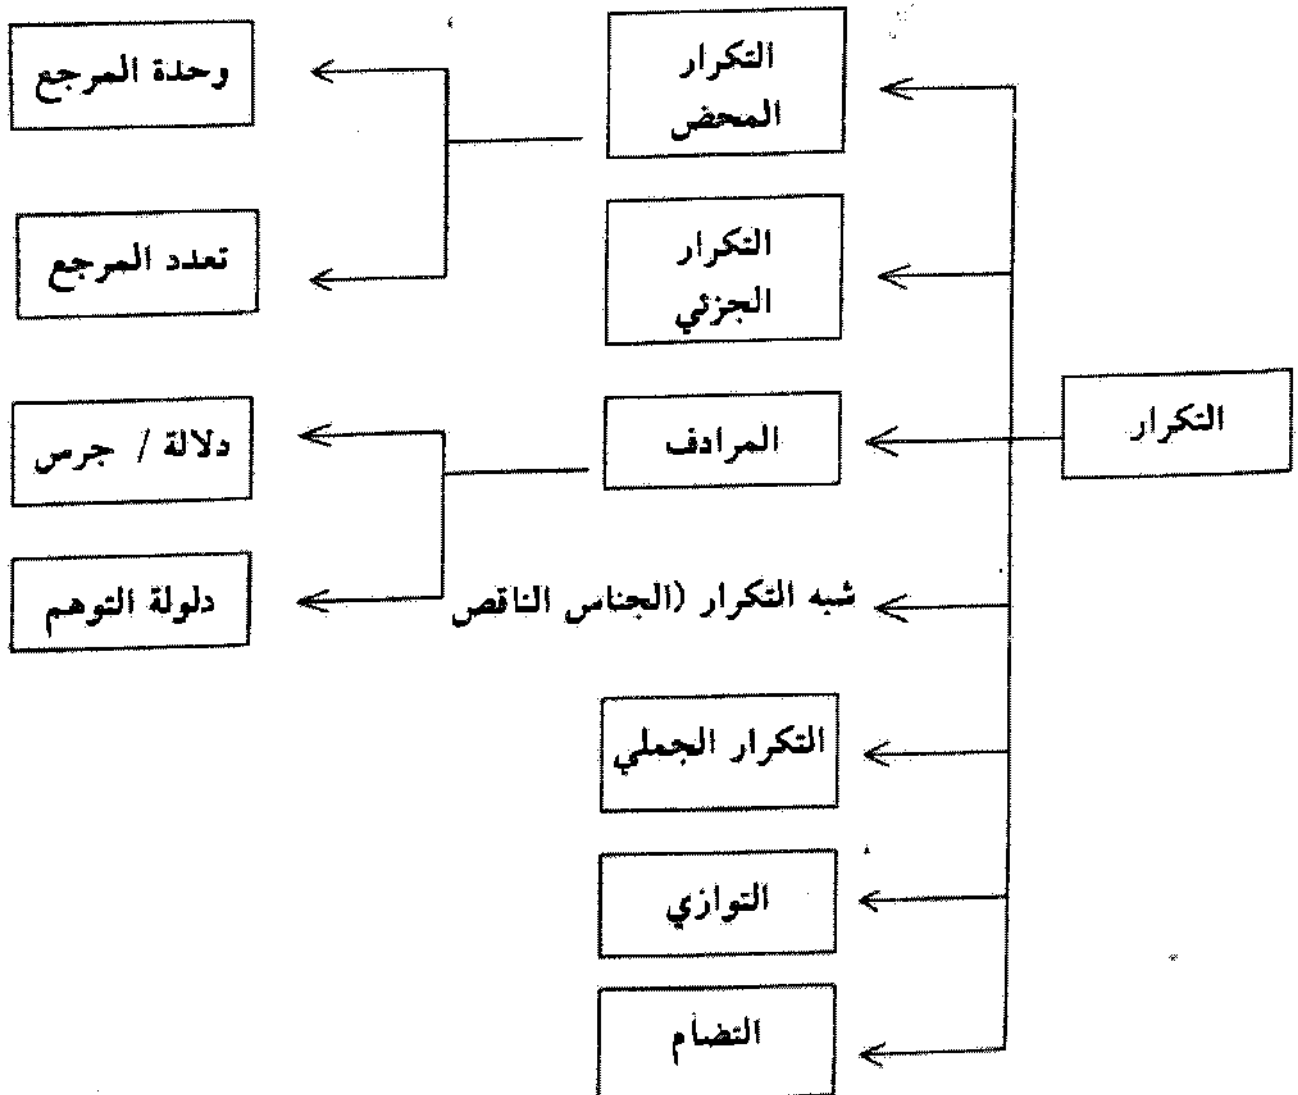 التكرار
التكرار
المحض
وحدة المرجع
تعدد المرجع
التكرار
الجزئي
المرادف
دلالة / جرس
دلولة التوهم
شبه التكرار (الجناس الناقص
التكرار الجملي
التوازي
التضام